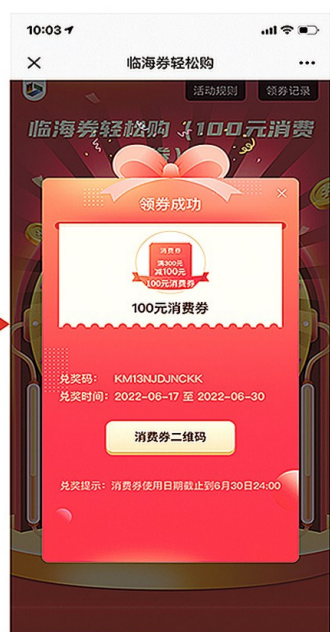 10:03
临海券轻松购
活动规则 领券记录
临海券轻松购（100元消费
券）
领券成功
消费券
满300元
减100元
100元消费券
100元消费券
兑奖码： KM13NJDJNCKK
兑奖时间：2022-06-17 至 2022-06-30
消费券二维码
兑奖提示：消费券使用日期截止到6月30日24:00